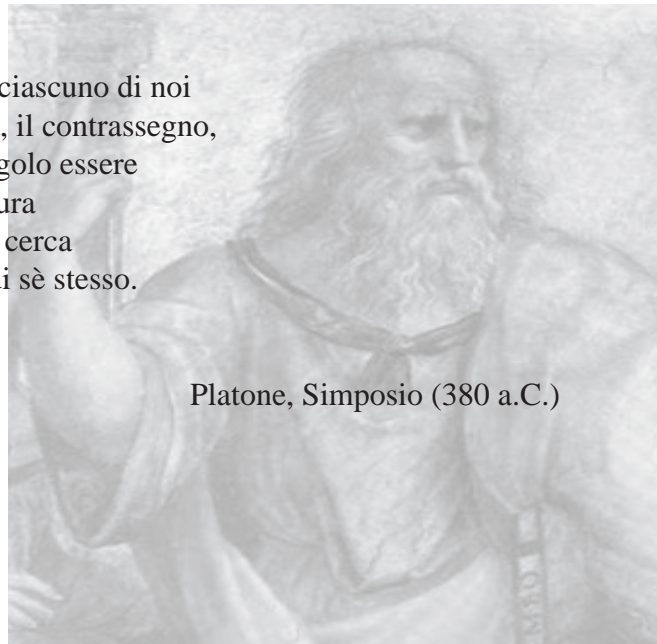 ciascuno di noi
, il contrassegno,
golo essere
ura
cerca
i sè stesso.
Platone, Simposio (380 a.C.)